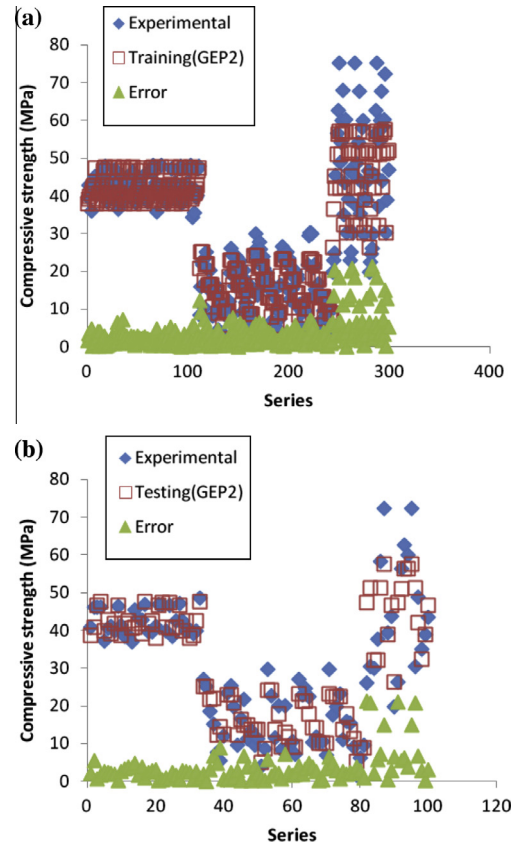 (a)
Experimental
Training(GEP2)
Error
80
70
60
50
40
30
20
10
0
Compressive strength (MPa)
0 100 200 300 400
Series
(b)
Experimental
Testing(GEP2)
Error
80
70
60
50
40
30
20
10
0
Compressive strength (MPa)
0 20 40 60 80 100 120
Series